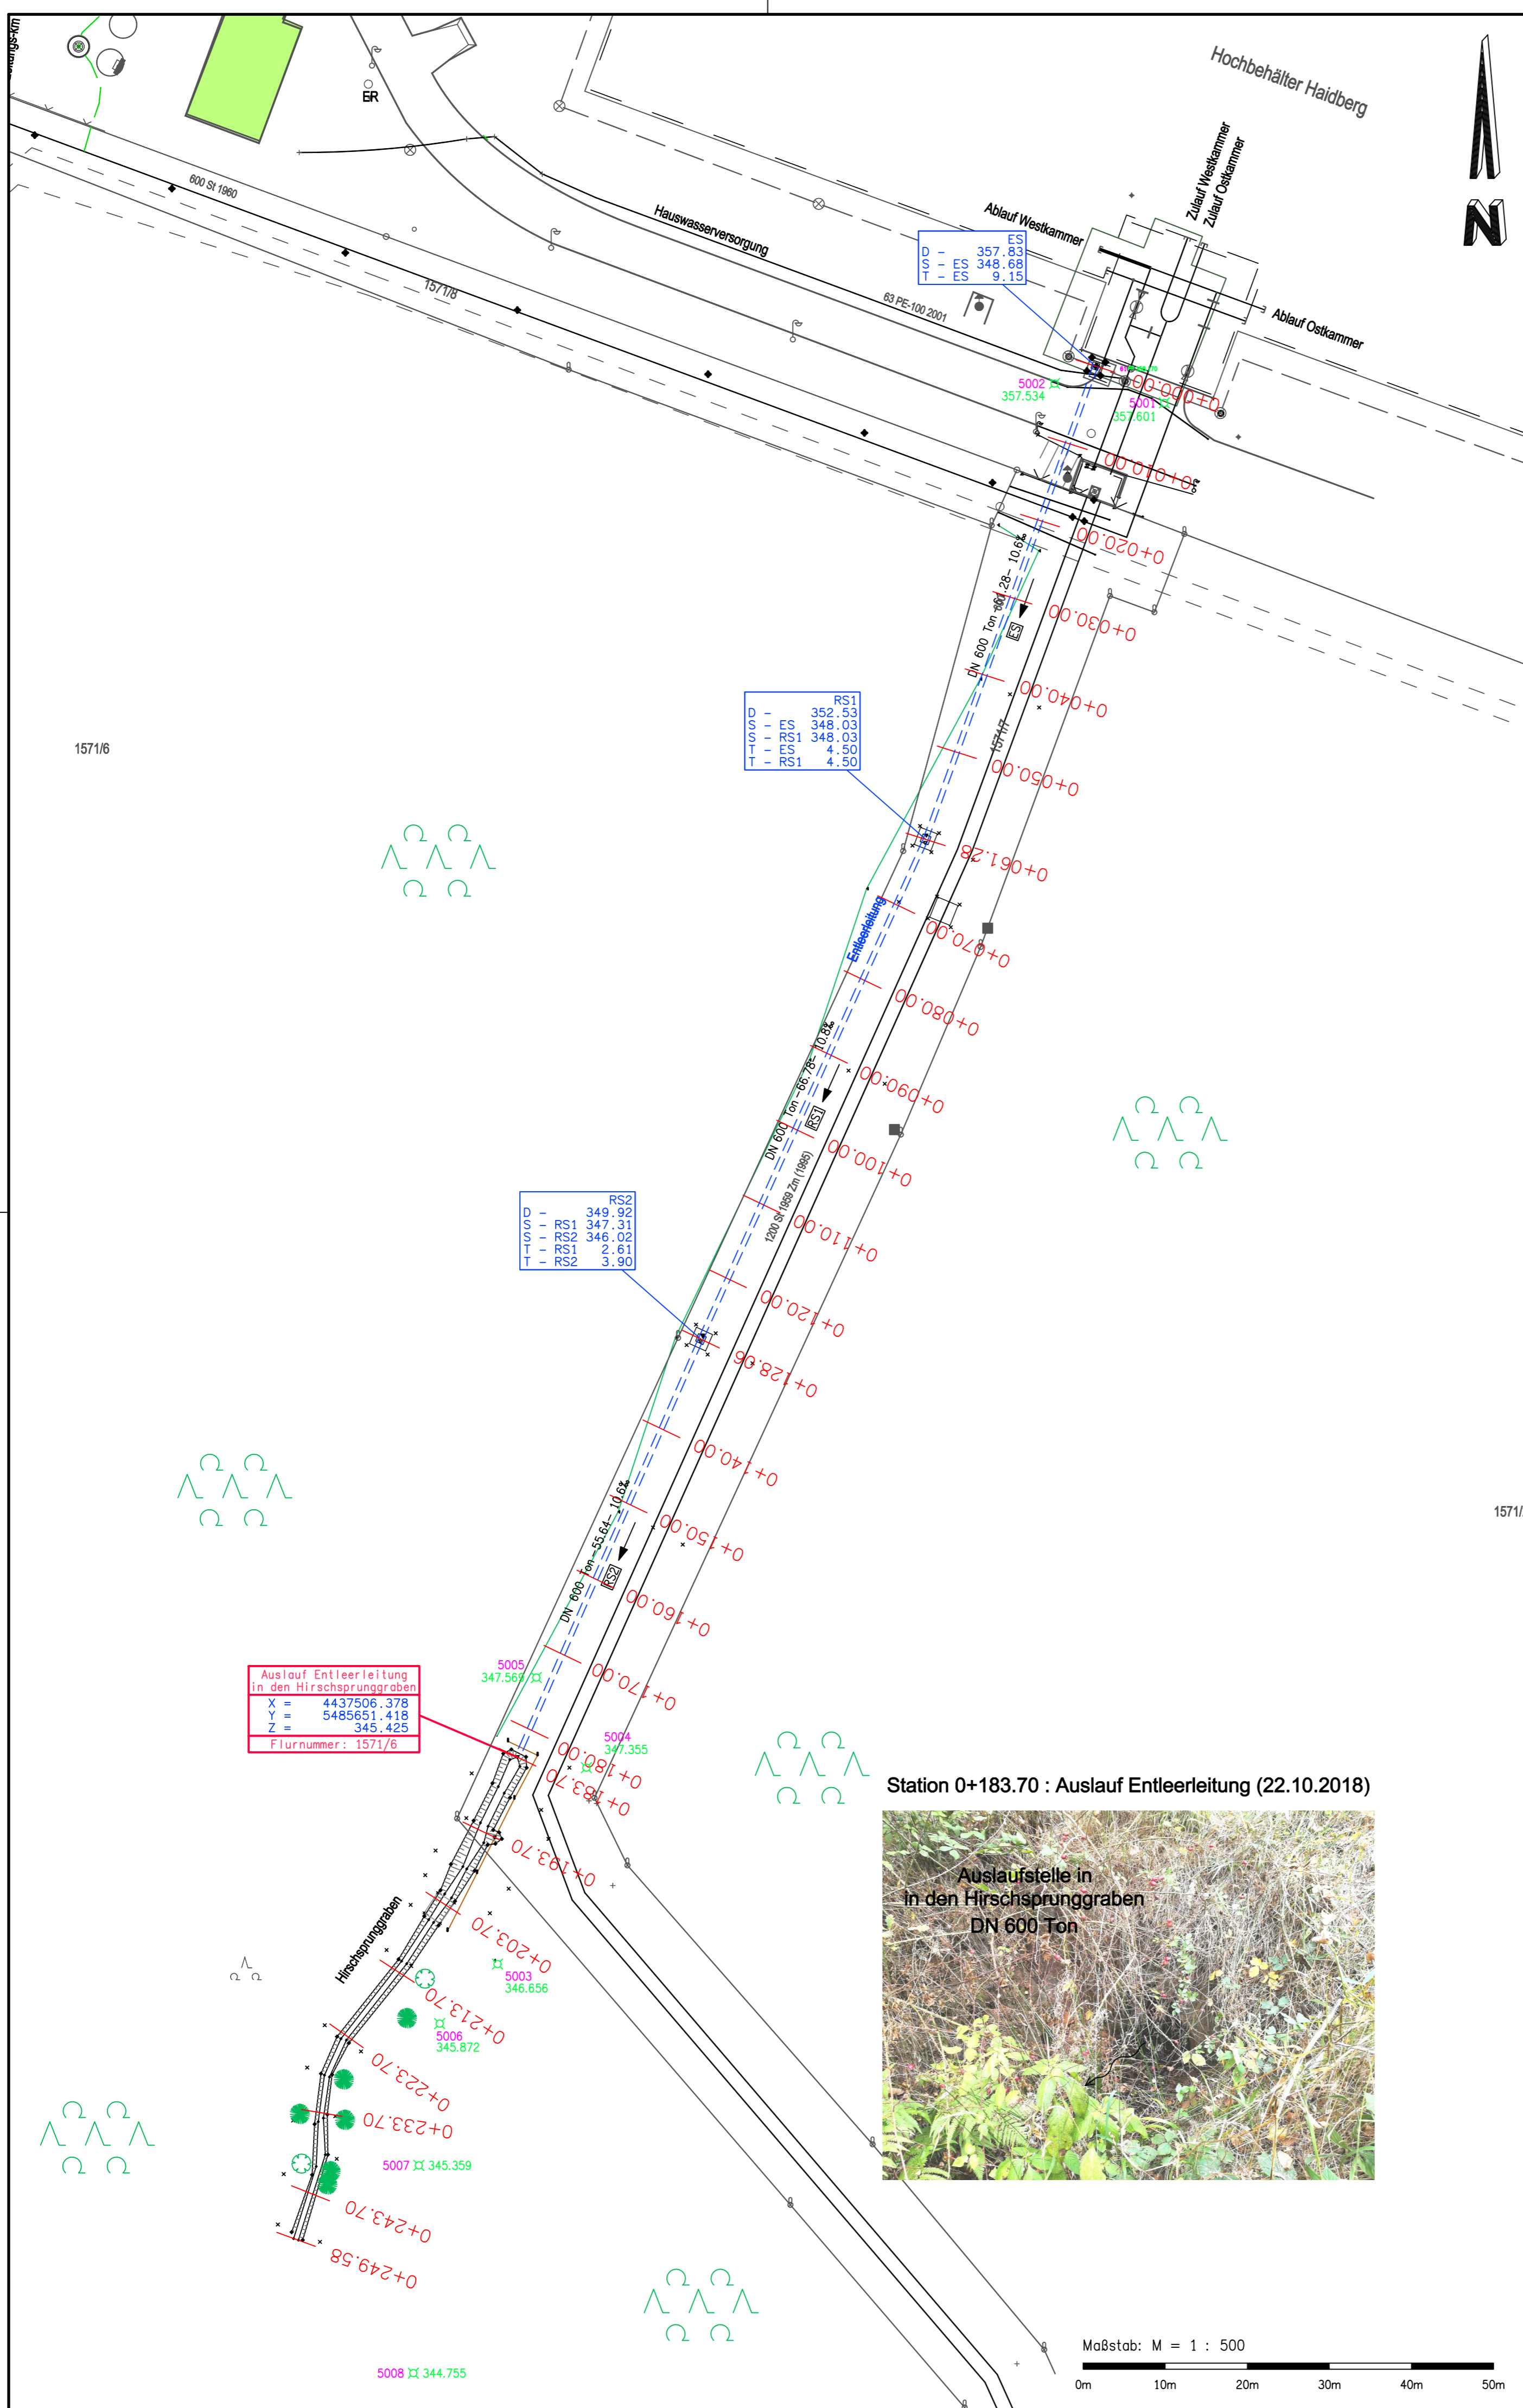 Hochbehälter Haidberg
ER
600 St 1960
1571/8
Hauswasserversorgung
63 PE-100 2001
Ablauf Westkammer
Zulauf Westkammer
Zulauf Ostkammer
Ablauf Ostkammer
ES
D - 357.83
S - ES 348.68
T - ES 9.15
5002
357.534
5001
357.601
0+000.00
0+010.00
0+020.00
0+030.00
0+040.00
0+050.00
0+061.28
0+070.00
0+080.00
0+090.00
0+100.00
0+110.00
0+120.00
0+128.06
0+140.00
0+150.00
0+160.00
0+170.00
0+180.00
0+183.70
0+193.70
0+203.70
0+213.70
0+223.70
0+233.70
0+243.70
0+249.58
ES
1571/7
1571/6
RS1
D - 352.53
S - ES 348.03
S - RS1 348.03
T - ES 4.50
T - RS1 4.50
Entleerleitung
DN 600 Ton -66.78- 10.8‰
RS1
1200 St 1959 Zm (1995)
RS2
D - 349.92
S - RS1 347.31
S - RS2 346.02
T - RS1 2.61
T - RS2 3.90
DN 600 Ton -55.64- 10.6‰
RS2
1571/
5005
347.569
5004
347.355
Auslauf Entleerleitung
in den Hirschsprunggraben
X = 4437506.378
Y = 5485651.418
Z = 345.425
Flurnummer: 1571/6
Hirschsprunggraben
5003
346.656
5006
345.872
5007 345.359
5008 344.755
Station 0+183.70 : Auslauf Entleerleitung (22.10.2018)
Auslaufstelle in
in den Hirschsprunggraben
DN 600 Ton
Maßstab: M = 1 : 500
0m 10m 20m 30m 40m 50m
N